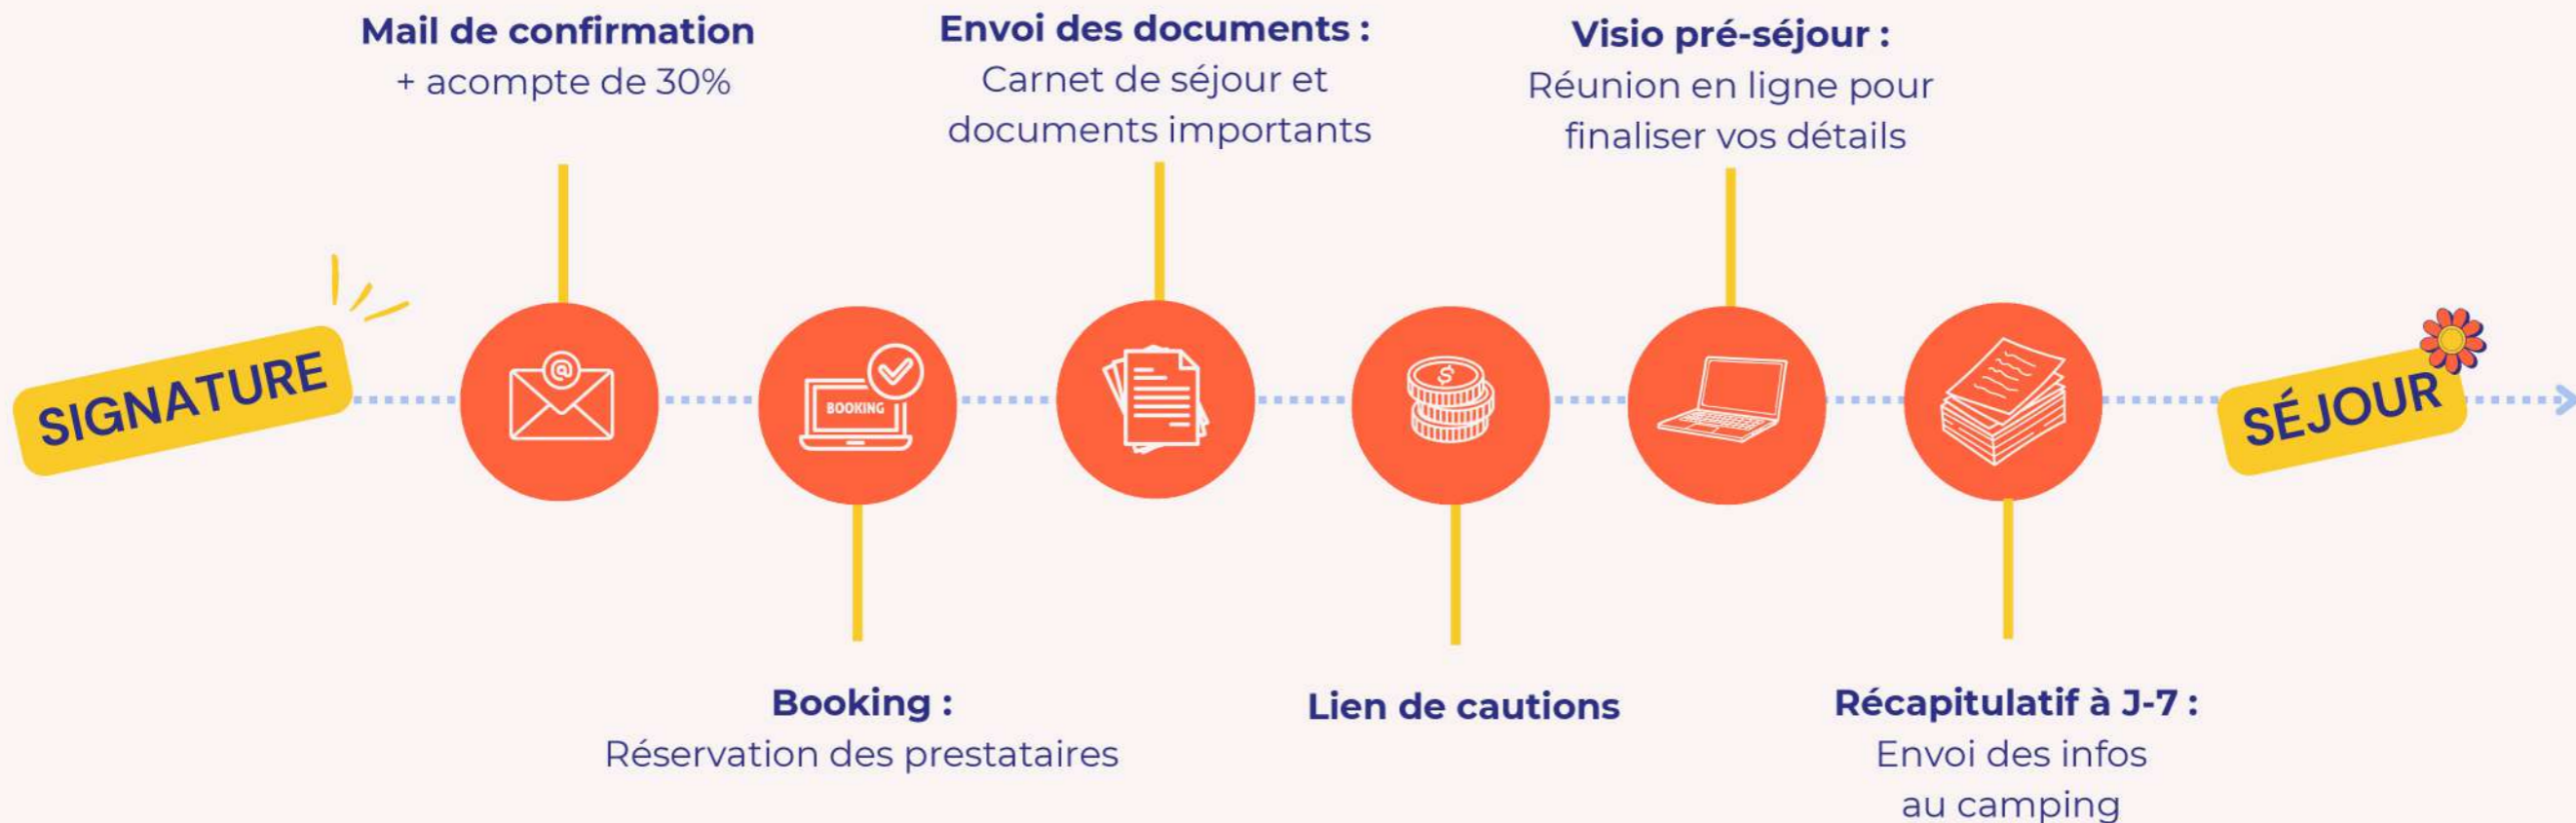 Mail de confirmation
+ acompte de 30%
Envoi des documents :
Carnet de séjour et
documents importants
Visio pré-séjour :
Réunion en ligne pour
finaliser vos détails
SIGNATURE
@
BOOKING
$
SÉJOUR
Booking :
Réservation des prestataires
Lien de cautions
Récapitulatif à J-7 :
Envoi des infos
au camping